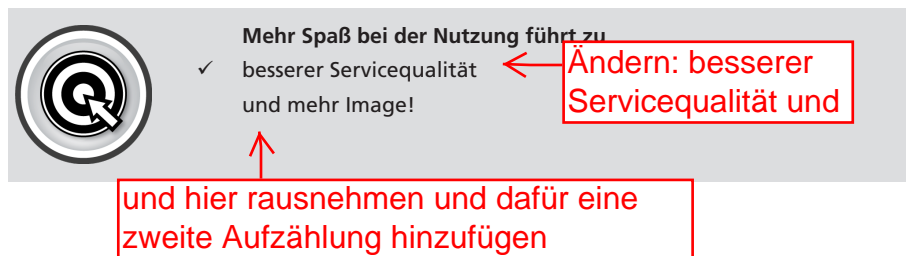 Mehr Spaß bei der Nutzung führt zu
✓ besserer Servicequalität
und mehr Image!
Ändern: besserer
Servicequalität und
und hier rausnehmen und dafür eine
zweite Aufzählung hinzufügen